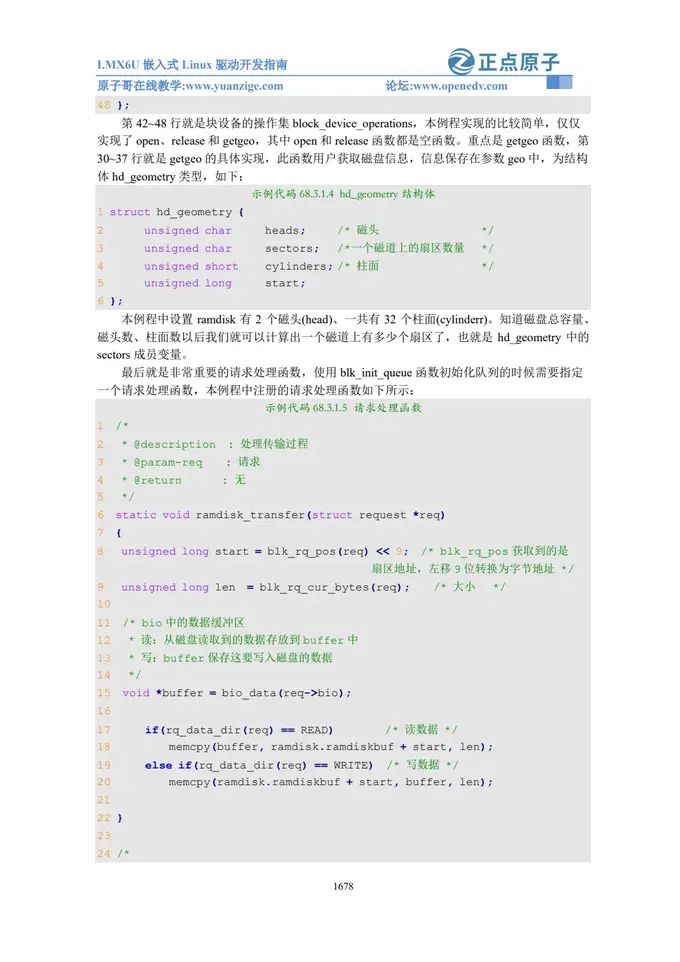 I.MX6U 嵌入式 Linux 驱动开发指南
正点原子
原子哥在线教学:www.yuanzige.com 论坛:www.openedv.com
48 };
第 42~48 行就是块设备的操作集 block_device_operations，本例程实现的比较简单，仅仅
实现了 open、release 和 getgeo，其中 open 和 release 函数都是空函数。重点是 getgeo 函数，第
30~37 行就是 getgeo 的具体实现，此函数用户获取磁盘信息，信息保存在参数 geo 中，为结构
体 hd_geometry 类型，如下：
示例代码 68.3.1.4 hd_geometry 结构体
1 struct hd_geometry {
2 unsigned char heads; /* 磁头 */
3 unsigned char sectors; /*一个磁道上的扇区数量 */
4 unsigned short cylinders; /* 柱面 */
5 unsigned long start;
6 };
本例程中设置 ramdisk 有 2 个磁头(head)、一共有 32 个柱面(cylinderr)。知道磁盘总容量、
磁头数、柱面数以后我们就可以计算出一个磁道上有多少个扇区了，也就是 hd_geometry 中的
sectors 成员变量。
最后就是非常重要的请求处理函数，使用 blk_init_queue 函数初始化队列的时候需要指定
一个请求处理函数，本例程中注册的请求处理函数如下所示：
示例代码 68.3.1.5 请求处理函数
1 /*
2 * @description : 处理传输过程
3 * @param-req : 请求
4 * @return : 无
5 */
6 static void ramdisk_transfer(struct request *req)
7 {
8 unsigned long start = blk_rq_pos(req) << 9; /* blk_rq_pos 获取到的是
扇区地址，左移 9 位转换为字节地址 */
9 unsigned long len = blk_rq_cur_bytes(req); /* 大小 */
10
11 /* bio 中的数据缓冲区
12 * 读：从磁盘读取到的数据存放到 buffer 中
13 * 写：buffer 保存这要写入磁盘的数据
14 */
15 void *buffer = bio_data(req->bio);
16
17 if(rq_data_dir(req) == READ) /* 读数据 */
18 memcpy(buffer, ramdisk.ramdiskbuf + start, len);
19 else if(rq_data_dir(req) == WRITE) /* 写数据 */
20 memcpy(ramdisk.ramdiskbuf + start, buffer, len);
21
22 }
23
24 /*
1678